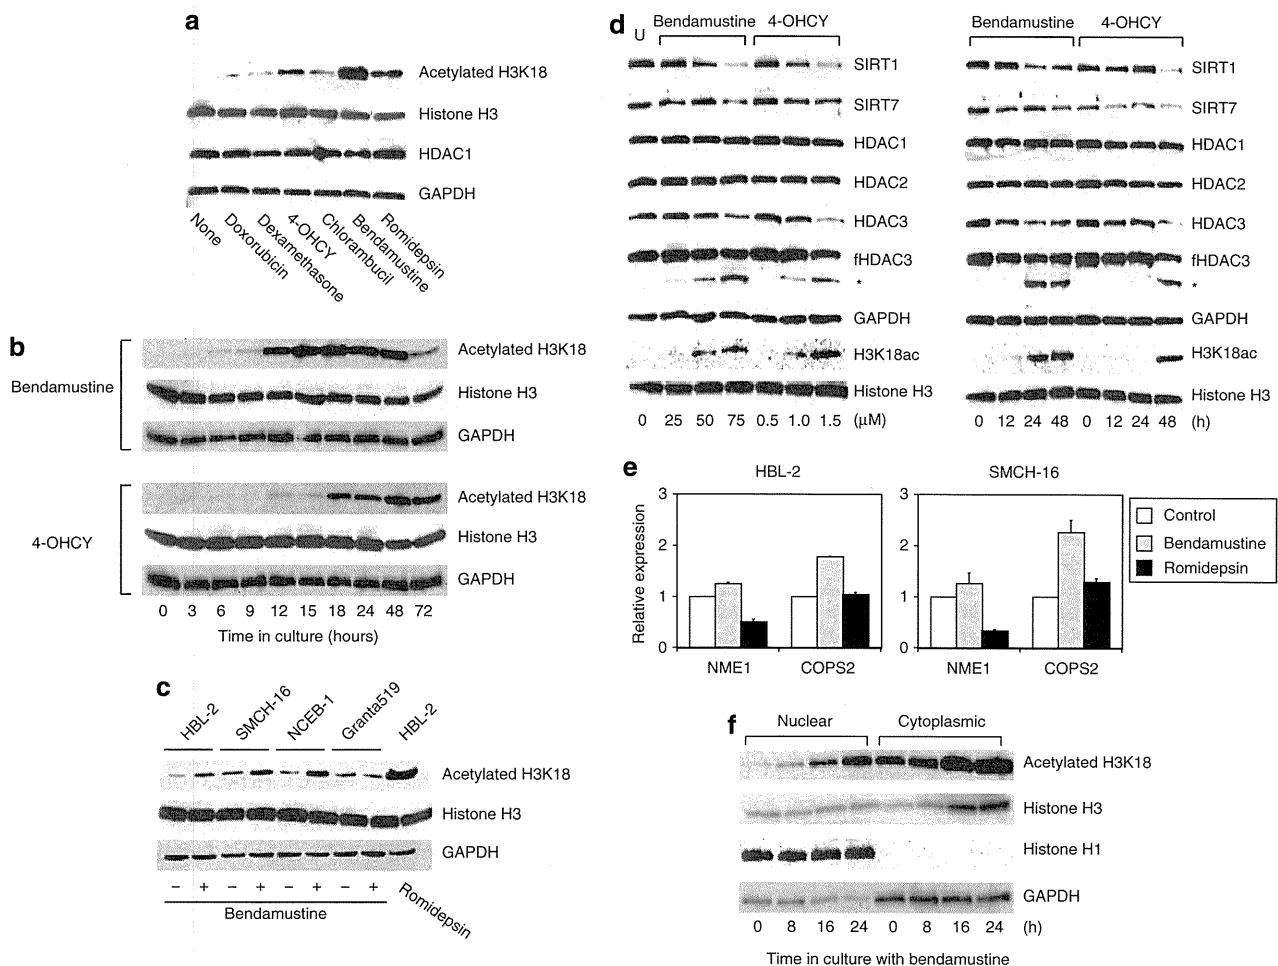 a
Acetylated H3K18
Histone H3
HDAC1
GAPDH
None
Doxorubicin
Dexamethasone
4-OHCY
Chlorambucil
Bendamustine
Romidepsin
b
Bendamustine
Acetylated H3K18
Histone H3
GAPDH
4-OHCY
Acetylated H3K18
Histone H3
GAPDH
0 3 6 9 12 15 18 24 48 72
Time in culture (hours)
c
HBL-2 SMCH-16 NCEB-1 Granta519 HBL-2
Acetylated H3K18
Histone H3
GAPDH
– + – + – + – + Romidepsin
Bendamustine
d
U Bendamustine 4-OHCY
SIRT1
SIRT7
HDAC1
HDAC2
HDAC3
fHDAC3
*
GAPDH
H3K18ac
Histone H3
0 25 50 75 0.5 1.0 1.5 (μM)
Bendamustine 4-OHCY
SIRT1
SIRT7
HDAC1
HDAC2
HDAC3
fHDAC3
*
GAPDH
H3K18ac
Histone H3
0 12 24 48 0 12 24 48 (h)
e
HBL-2
Relative expression
3
2
1
0
NME1 COPS2
SMCH-16
3
2
1
0
NME1 COPS2
Control
Bendamustine
Romidepsin
f
Nuclear Cytoplasmic
Acetylated H3K18
Histone H3
Histone H1
GAPDH
0 8 16 24 0 8 16 24 (h)
Time in culture with bendamustine